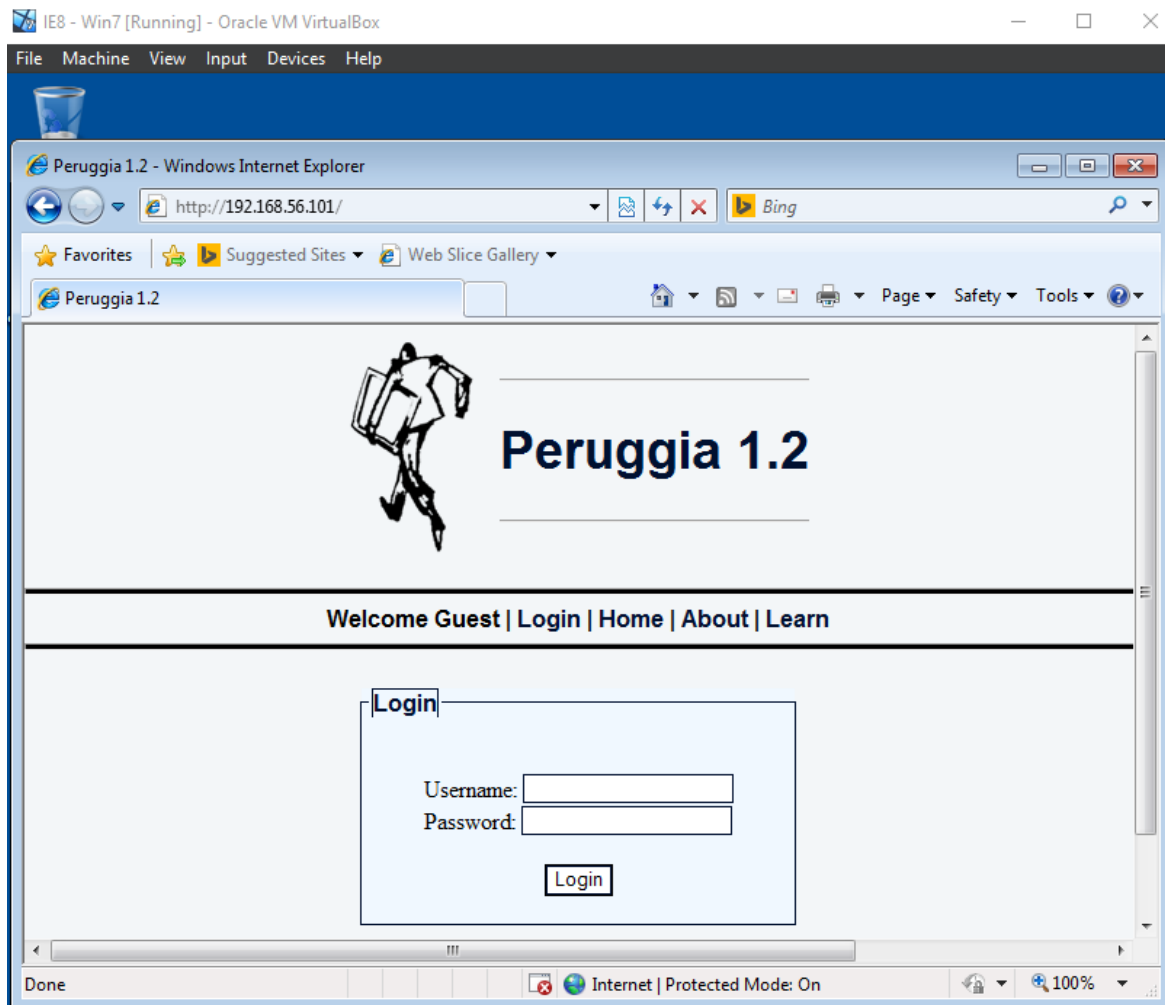 IE8 - Win7 [Running] - Oracle VM VirtualBox
File Machine View Input Devices Help
Peruggia 1.2 - Windows Internet Explorer
http://192.168.56.101/ Bing
Favorites Suggested Sites Web Slice Gallery
Peruggia 1.2 Page Safety Tools
Peruggia 1.2
Welcome Guest | Login | Home | About | Learn
Login
Username:
Password:
Login
Done Internet | Protected Mode: On 100%